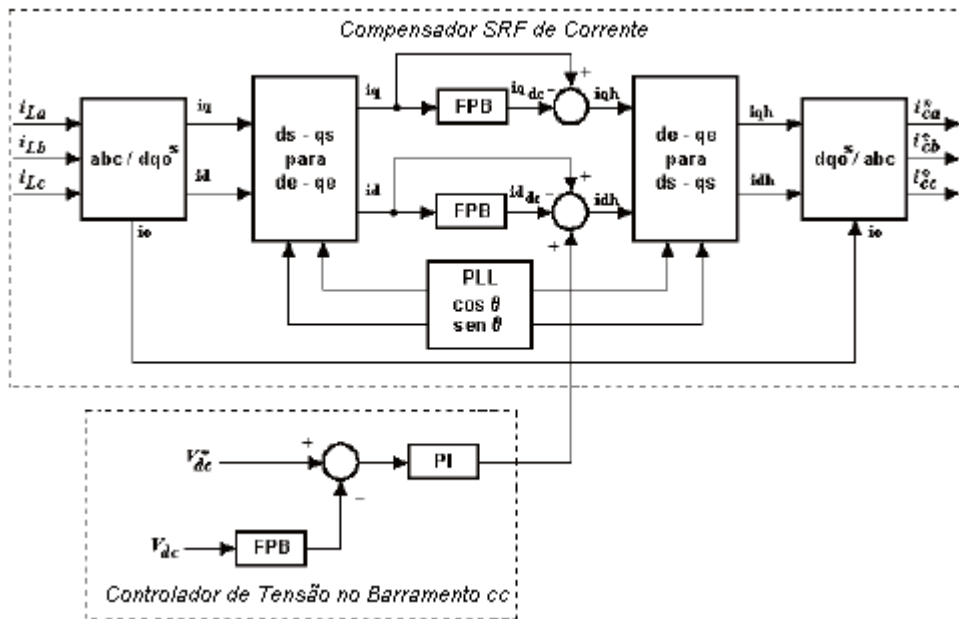 Compensador SRF de Corrente
iLa
iLb
iLc
abc / dqo^s
iq
id
io
ds - qs
para
de - qe
iq
id
FPB
FPB
iq dc
-
+
id dc
-
+
+
iqh
idh
de - qe
para
ds - qs
iqh
idh
io
dqo^s/abc
i*ca
i*cb
i*cc
PLL
cos θ
sen θ
V*dc
+
-
PI
Vdc
FPB
Controlador de Tensão no Barramento cc